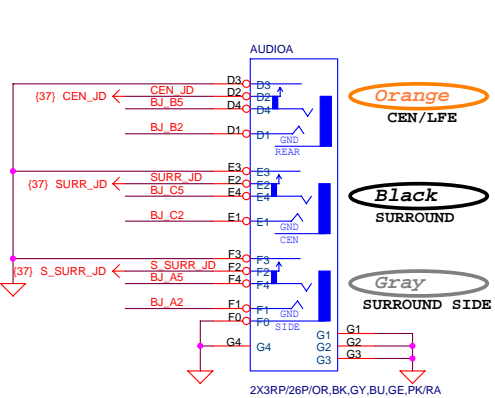 AUDIOA
D3 D3
{37} CEN_JD CEN_JD D2 D2
BJ_B5 D4 D4
BJ_B2 D1 D1 GND
REAR
Orange
CEN/LFE
E3 E3
{37} SURR_JD SURR_JD E2 E2
BJ_C5 E4 E4
BJ_C2 E1 E1 GND
CEN
Black
SURROUND
F3 F3
{37} S_SURR_JD S_SURR_JD F2 F2
BJ_A5 F4 F4
BJ_A2 F1 F1 GND
F0 F0 SIDE
Gray
SURROUND SIDE
G4 G4
G1 G1
G2 G2
G3 G3
2X3RP/26P/OR,BK,GY,BU,GE,PK/RA